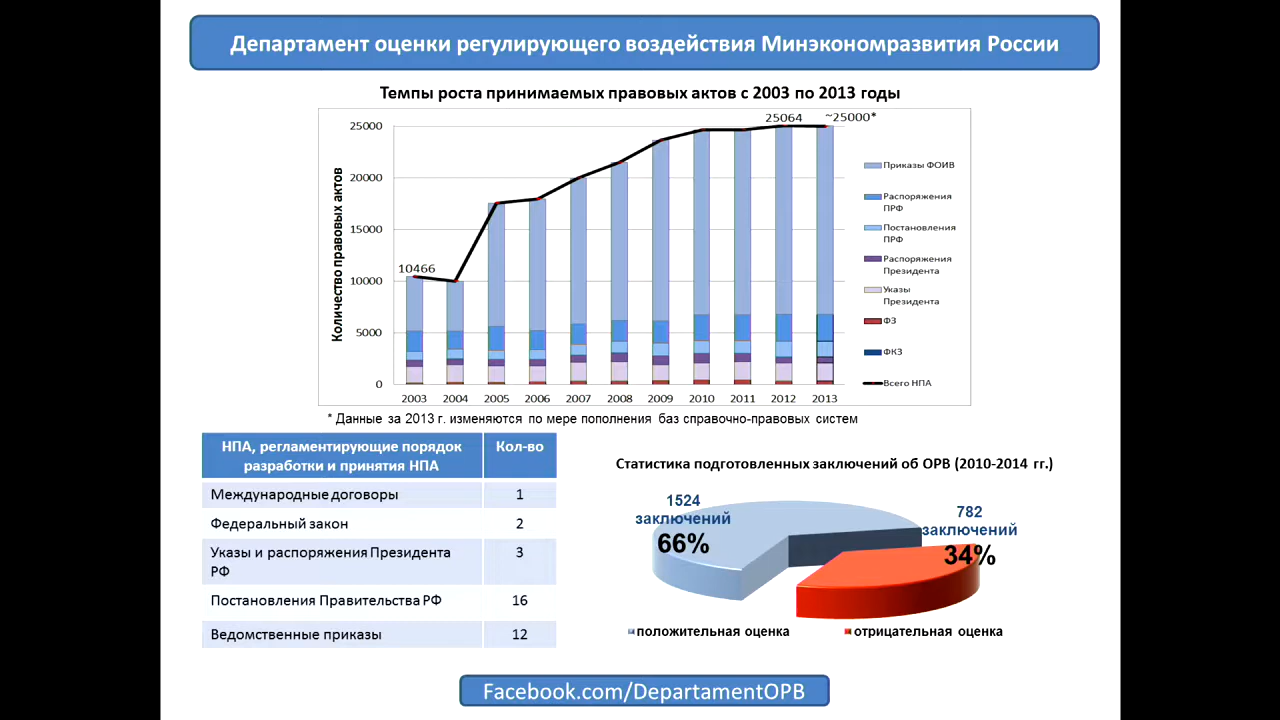 Департамент оценки регулирующего воздействия Минэкономразвития России
Темпы роста принимаемых правовых актов с 2003 по 2013 годы
Количество правовых актов
25000
20000
15000
10000
5000
0
10466
25064
~25000*
2003 2004 2005 2006 2007 2008 2009 2010 2011 2012 2013
Приказы ФОИВ
Распоряжения
ПРФ
Постановления
ПРФ
Распоряжения
Президента
Указы
Президента
ФЗ
ФКЗ
Всего НПА
* Данные за 2013 г. изменяются по мере пополнения баз справочно-правовых систем
НПА, регламентирующие порядок
разработки и принятия НПА
Кол-во
Международные договоры 1
Федеральный закон 2
Указы и распоряжения Президента
РФ
3
Постановления Правительства РФ 16
Ведомственные приказы 12
Статистика подготовленных заключений об ОРВ (2010-2014 гг.)
1524
заключений
66%
782
заключений
34%
положительная оценка
отрицательная оценка
Facebook.com/DepartamentОРВ